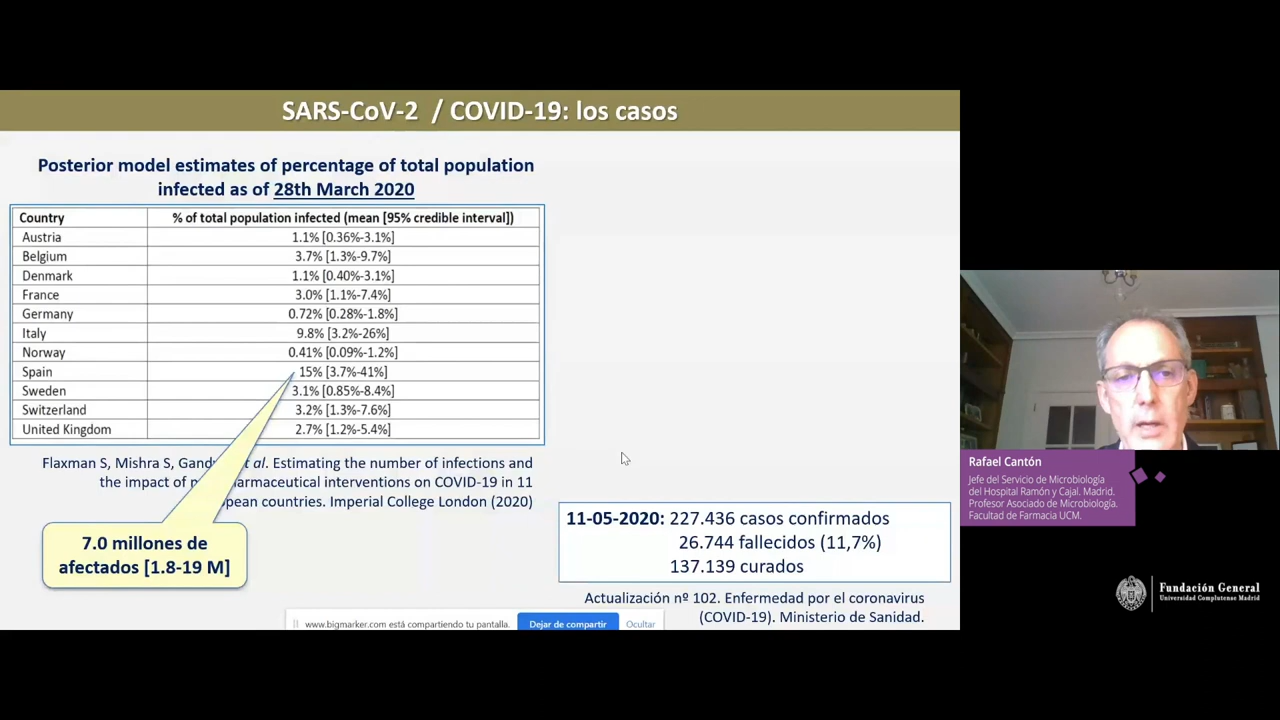 SARS-CoV-2 / COVID-19: los casos
Posterior model estimates of percentage of total population
infected as of 28th March 2020
Country % of total population infected (mean [95% credible interval])
Austria 1.1% [0.36%-3.1%]
Belgium 3.7% [1.3%-9.7%]
Denmark 1.1% [0.40%-3.1%]
France 3.0% [1.1%-7.4%]
Germany 0.72% [0.28%-1.8%]
Italy 9.8% [3.2%-26%]
Norway 0.41% [0.09%-1.2%]
Spain 15% [3.7%-41%]
Sweden 3.1% [0.85%-8.4%]
Switzerland 3.2% [1.3%-7.6%]
United Kingdom 2.7% [1.2%-5.4%]
Flaxman S, Mishra S, Gand et al. Estimating the number of infections and
the impact of n pharmaceutical interventions on COVID-19 in 11
pean countries. Imperial College London (2020)
7.0 millones de
afectados [1.8-19 M]
11-05-2020: 227.436 casos confirmados
26.744 fallecidos (11,7%)
137.139 curados
Actualización nº 102. Enfermedad por el coronavirus
(COVID-19). Ministerio de Sanidad.
www.bigmarker.com está compartiendo tu pantalla. Dejar de compartir Ocultar
Rafael Cantón
Jefe del Servicio de Microbiología
del Hospital Ramón y Cajal. Madrid.
Profesor Asociado de Microbiología.
Facultad de Farmacia UCM.
Fundación General
Universidad Complutense Madrid